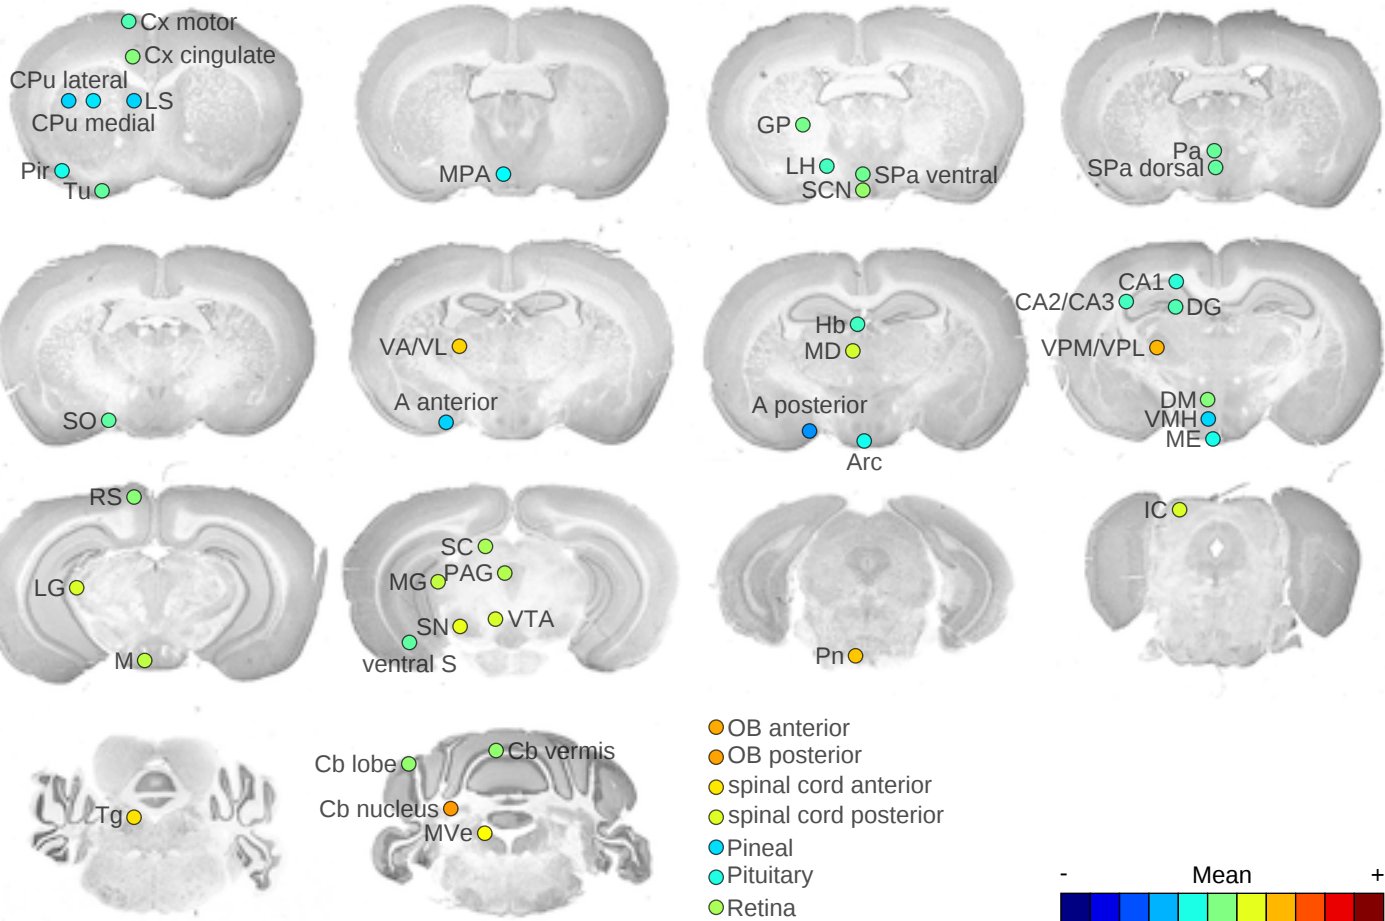 Cx motor
Cx cingulate
CPu lateral
LS
CPu medial
Pir
Tu
MPA
GP
LH
SPa ventral
SCN
Pa
SPa dorsal
SO
VA/VL
A anterior
Hb
MD
A posterior
Arc
CA1
CA2/CA3
DG
VPM/VPL
DM
VMH
ME
RS
LG
M
SC
MG
PAG
SN
VTA
ventral S
Pn
IC
Tg
Cb lobe
Cb vermis
Cb nucleus
MVe
OB anterior
OB posterior
spinal cord anterior
spinal cord posterior
Pineal
Pituitary
Retina
- Mean +